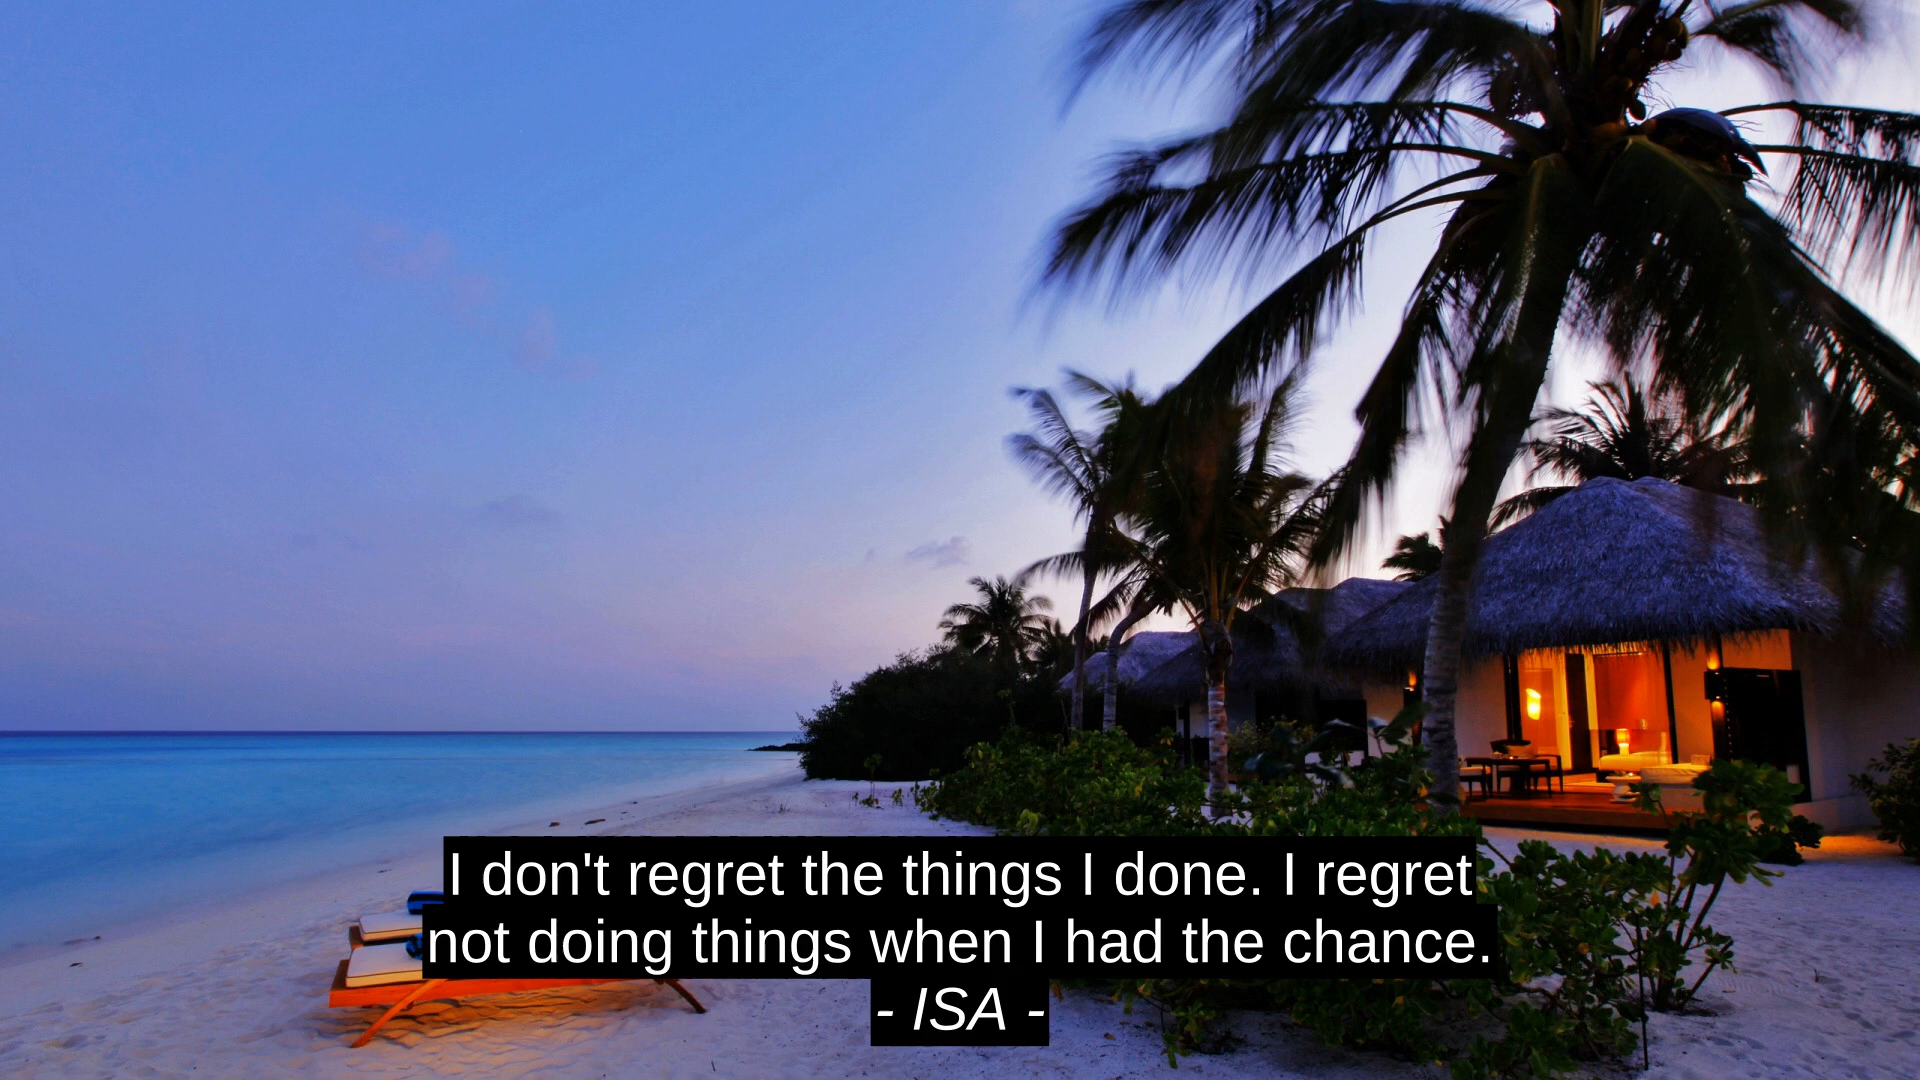 I don't regret the things I done. I regret
not doing things when I had the chance.
- ISA -